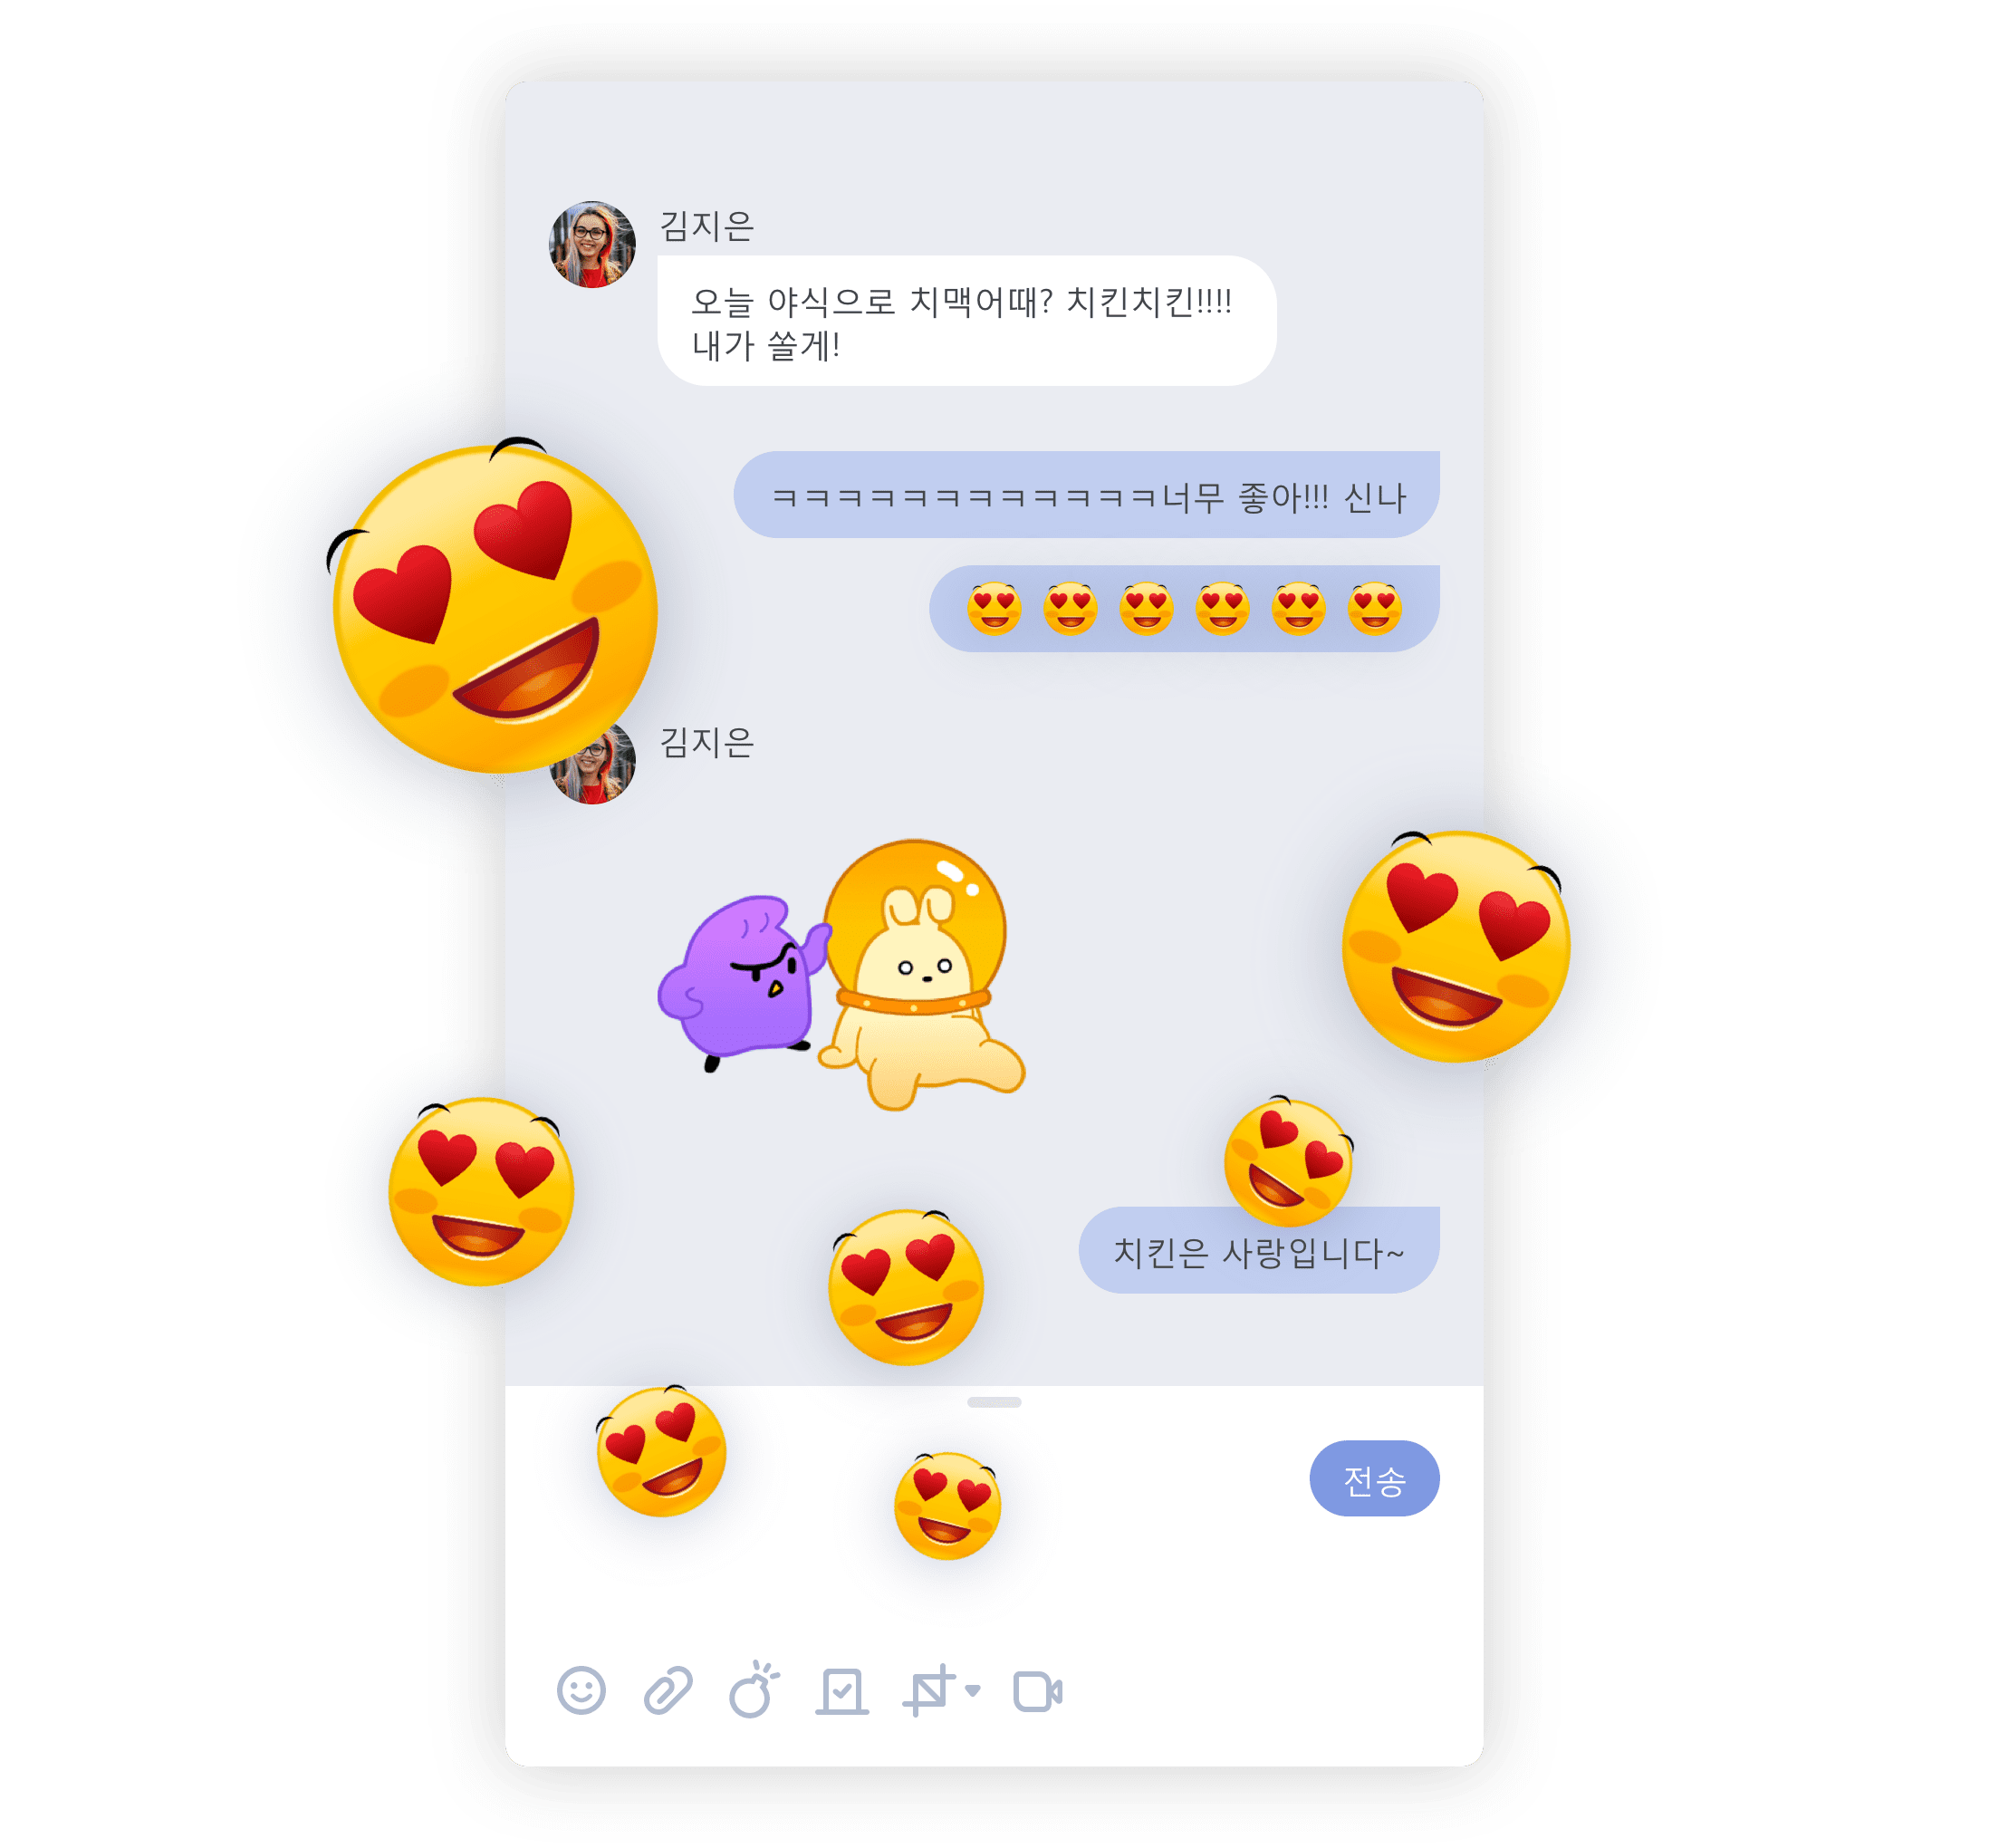 김지은
오늘 야식으로 치맥어때? 치킨치킨!!!!
내가 쏠게!
ㅋㅋㅋㅋㅋㅋㅋㅋㅋㅋㅋㅋ너무 좋아!!! 신나
김지은
치킨은 사랑입니다~
전송